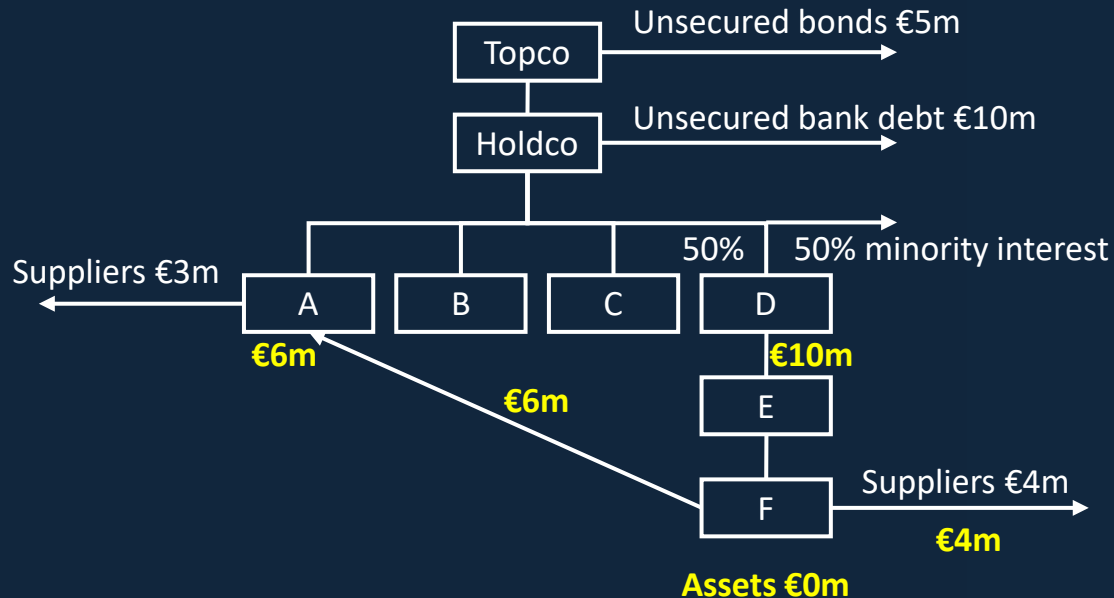 Topco
Unsecured bonds €5m
Holdco
Unsecured bank debt €10m
50%
50% minority interest
Suppliers €3m
A
B
C
D
€6m
€10m
€6m
E
F
Suppliers €4m
€4m
Assets €0m